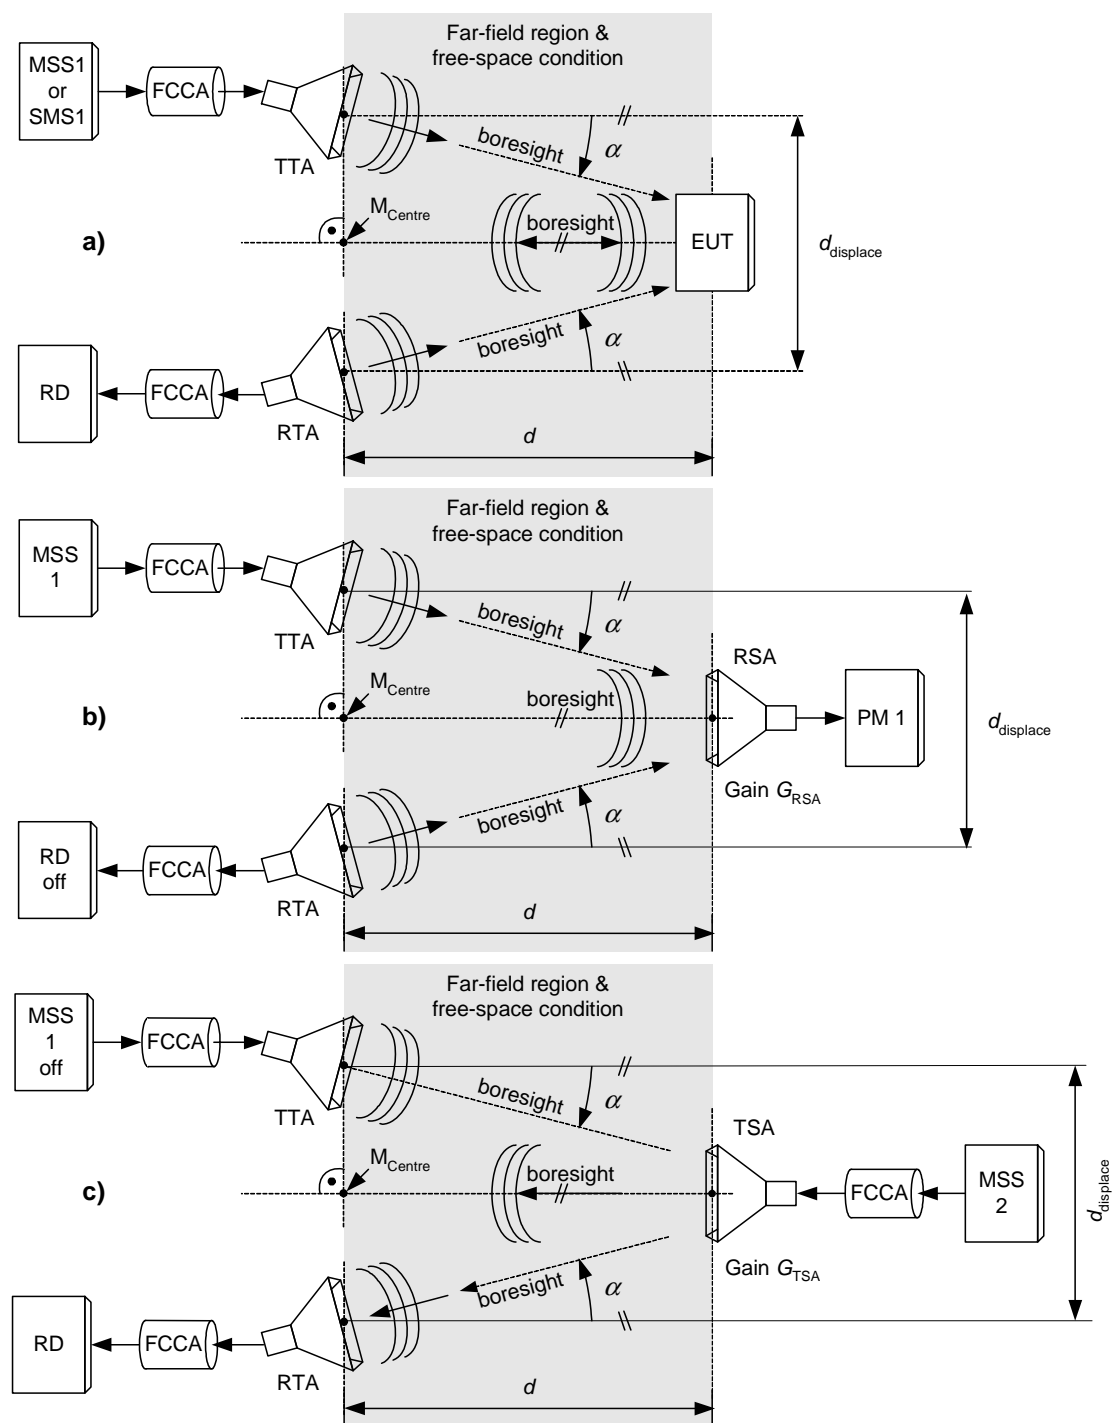 Far-field region &
free-space condition
MSS1
or
SMS1
FCCA
TTA
boresight
α
M_Centre
a)
boresight
EUT
d_displace
boresight
α
RD
FCCA
RTA
d
Far-field region &
free-space condition
MSS
1
FCCA
TTA
boresight
α
RSA
M_Centre
b)
boresight
PM 1
d_displace
Gain G_RSA
boresight
α
RD
off
FCCA
RTA
d
Far-field region &
free-space condition
MSS
1
off
FCCA
TTA
boresight
α
TSA
M_Centre
c)
boresight
FCCA
MSS
2
d_displace
Gain G_TSA
boresight
α
RD
FCCA
RTA
d